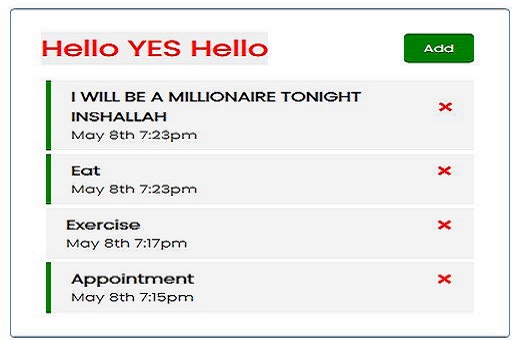 Hello YES Hello
Add
I WILL BE A MILLIONAIRE TONIGHT
INSHALLAH
May 8th 7:23pm
Eat
May 8th 7:23pm
Exercise
May 8th 7:17pm
Appointment
May 8th 7:15pm